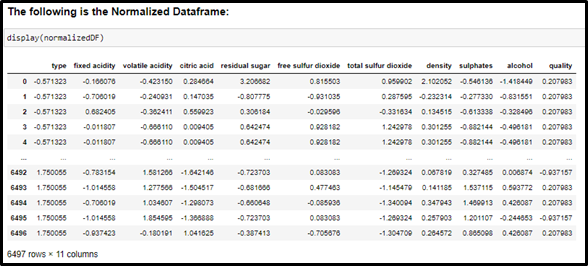 The following is the Normalized Dataframe:
display(normalizedDF)
type fixed acidity volatile acidity citric acid residual sugar free sulfur dioxide total sulfur dioxide density sulphates alcohol quality
0 -0.571323 -0.166076 -0.423150 0.284664 3.206682 0.815503 0.959902 2.102052 -0.546136 -1.418449 0.207983
1 -0.571323 -0.706019 -0.240931 0.147035 -0.807775 -0.931035 0.287595 -0.232314 -0.277330 -0.831551 0.207983
2 -0.571323 0.682405 -0.362411 0.559923 0.306184 -0.029596 -0.331634 0.134515 -0.613338 -0.328496 0.207983
3 -0.571323 -0.011807 -0.666110 0.009405 0.642474 0.928182 1.242978 0.301255 -0.882144 -0.496181 0.207983
4 -0.571323 -0.011807 -0.666110 0.009405 0.642474 0.928182 1.242978 0.301255 -0.882144 -0.496181 0.207983
... ... ... ... ... ... ... ... ... ... ... ...
6492 1.750055 -0.783154 1.581266 -1.642146 -0.723703 0.083083 -1.269324 0.067819 0.327485 0.006874 -0.937157
6493 1.750055 -1.014558 1.277566 -1.504517 -0.681666 0.477463 -1.145479 0.141185 1.537115 0.593772 0.207983
6494 1.750055 -0.706019 1.034607 -1.298073 -0.660648 -0.085936 -1.340094 0.347943 1.469913 0.426087 0.207983
6495 1.750055 -1.014558 1.854595 -1.366888 -0.723703 0.083083 -1.269324 0.257903 1.201107 -0.244653 -0.937157
6496 1.750055 -0.937423 -0.180191 1.041625 -0.387413 -0.705676 -1.304709 0.264572 0.865098 0.426087 0.207983
6497 rows × 11 columns